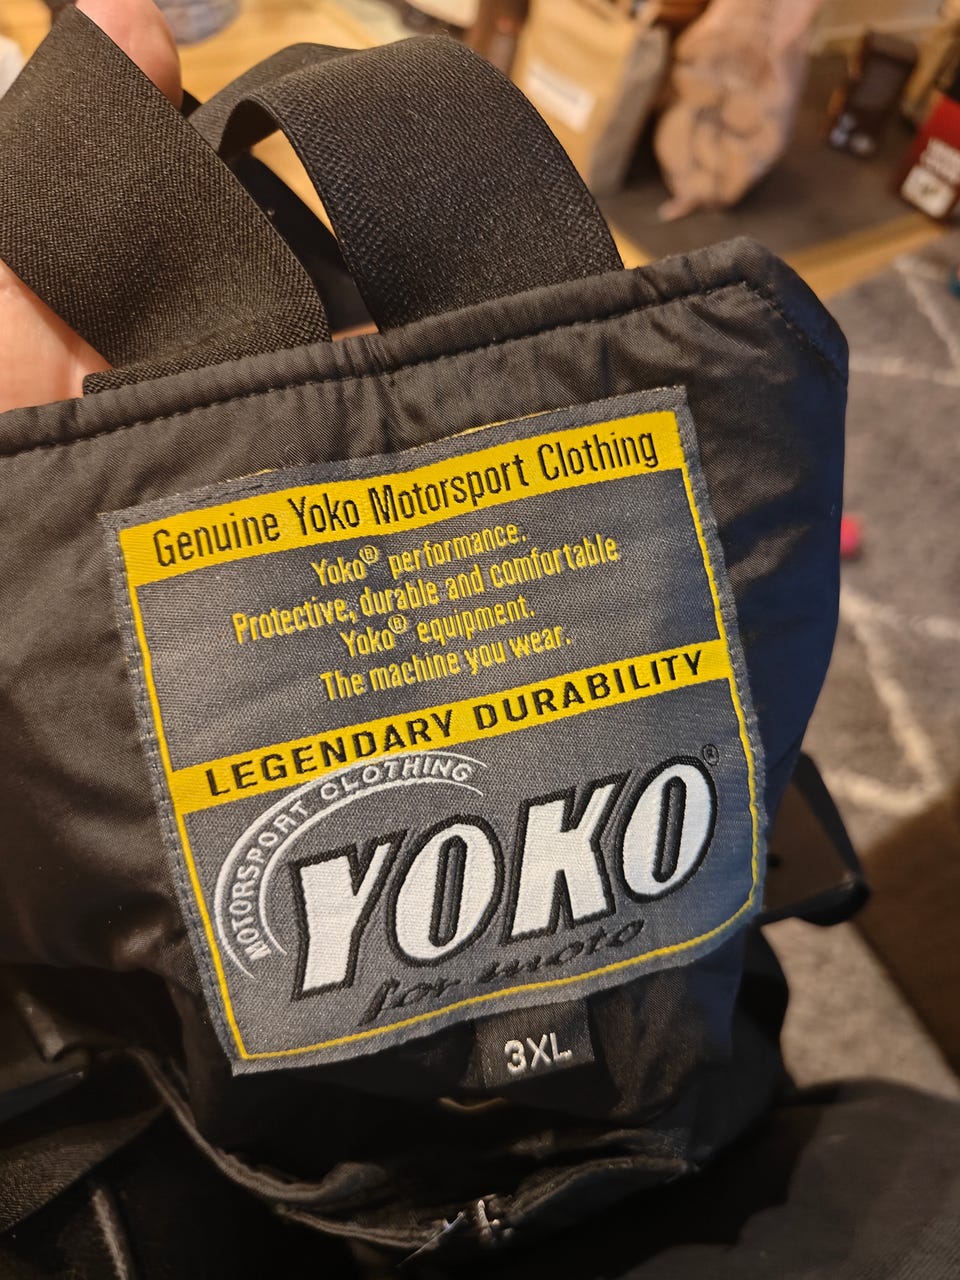 Genuine Yoko Motorsport Clothing
Yoko® performance.
Protective, durable and comfortable
Yoko® equipment.
The machine you wear.
LEGENDARY DURABILITY
MOTORSPORT CLOTHING
YOKO®
for moto
3XL